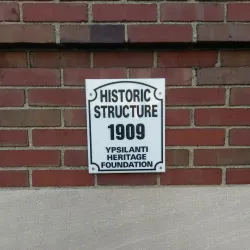 HISTORIC
STRUCTURE
1909
YPSILANTI
HERITAGE
FOUNDATION